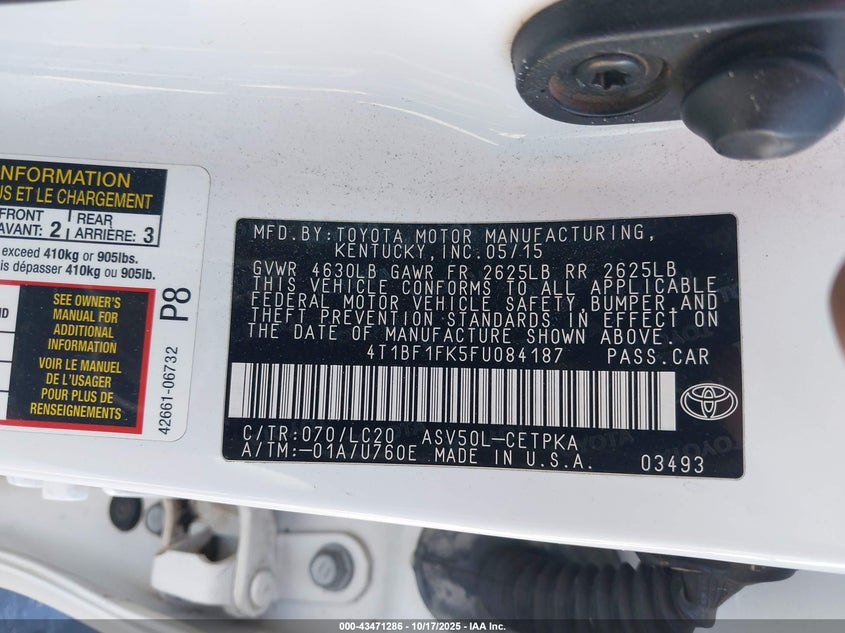 INFORMATION
US ET LE CHARGEMENT
FRONT
AVANT: 2
REAR
ARRIÈRE: 3
exceed 410kg or 905lbs.
is dépasser 410kg ou 905lb.
SEE OWNER'S
MANUAL FOR
ADDITIONAL
INFORMATION
VOIR LE MANUEL
DE L'USAGER
POUR PLUS DE
RENSEIGNEMENTS
P8
42661-06732
MFD. BY: TOYOTA MOTOR MANUFACTURING,
KENTUCKY, INC. 05/15
GVWR 4630LB GAWR FR 2625LB RR 2625LB
THIS VEHICLE CONFORMS TO ALL APPLICABLE
FEDERAL MOTOR VEHICLE SAFETY, BUMPER, AND
THEFT PREVENTION STANDARDS IN EFFECT ON
THE DATE OF MANUFACTURE SHOWN ABOVE.
4T1BF1FK5FU084187 PASS. CAR
C/TR: 070/LC20 ASV50L-CETPKA
A/TM: -01A/U760E MADE IN U.S.A. 03493
000-43471286 | 10/17/2025 | IAA Inc. (.com)